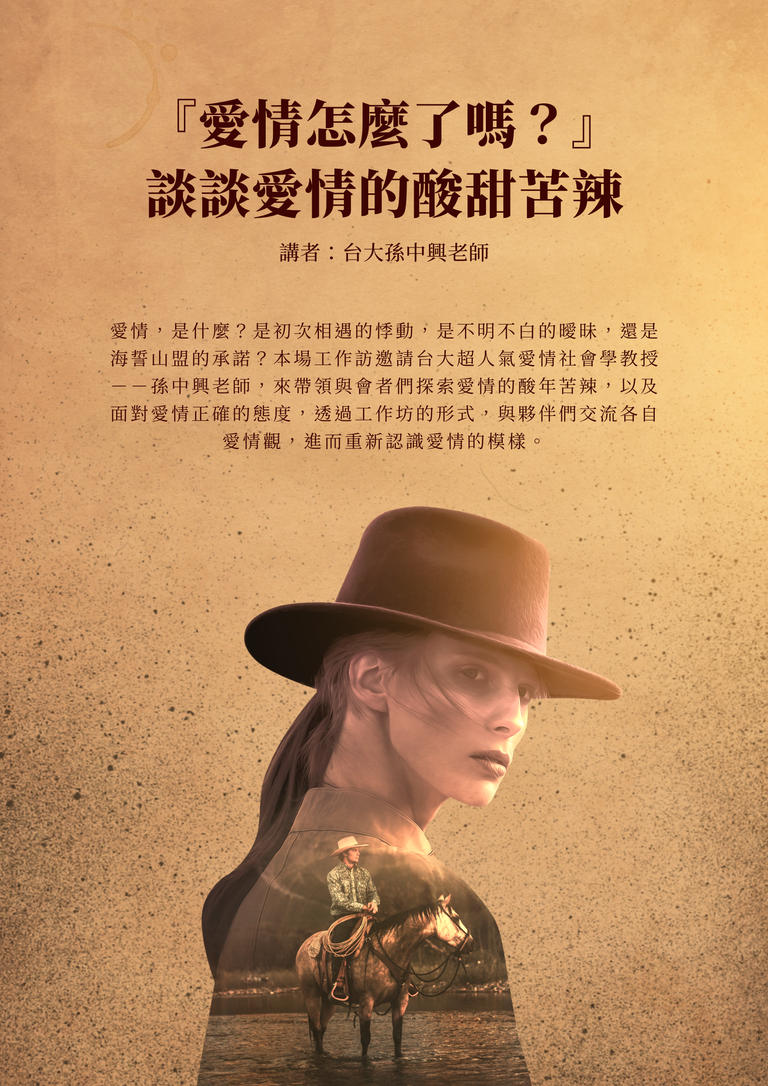 『愛情怎麼了嗎？』
談談愛情的酸甜苦辣
講者：台大孫中興老師
愛情，是什麼？是初次相遇的悸動，是不明不白的曖昧，還是
海誓山盟的承諾？本場工作訪邀請台大超人氣愛情社會學教授
——孫中興老師，來帶領與會者們探索愛情的酸年苦辣，以及
面對愛情正確的態度，透過工作坊的形式，與夥伴們交流各自
愛情觀，進而重新認識愛情的模樣。